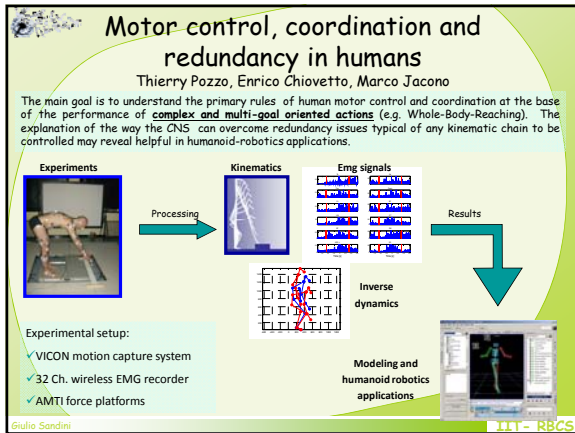 Motor control, coordination and
redundancy in humans
Thierry Pozzo, Enrico Chiovetto, Marco Jacono
The main goal is to understand the primary rules of human motor control and coordination at the base
of the performance of complex and multi-goal oriented actions (e.g. Whole-Body-Reaching). The
explanation of the way the CNS can overcome redundancy issues typical of any kinematic chain to be
controlled may reveal helpful in humanoid-robotics applications.
Experiments
Kinematics
Emg signals
Processing
Results
Inverse
dynamics
Experimental setup:
✓VICON motion capture system
✓32 Ch. wireless EMG recorder
✓AMTI force platforms
Modeling and
humanoid robotics
applications
Giulio Sandini
IIT- RBCS